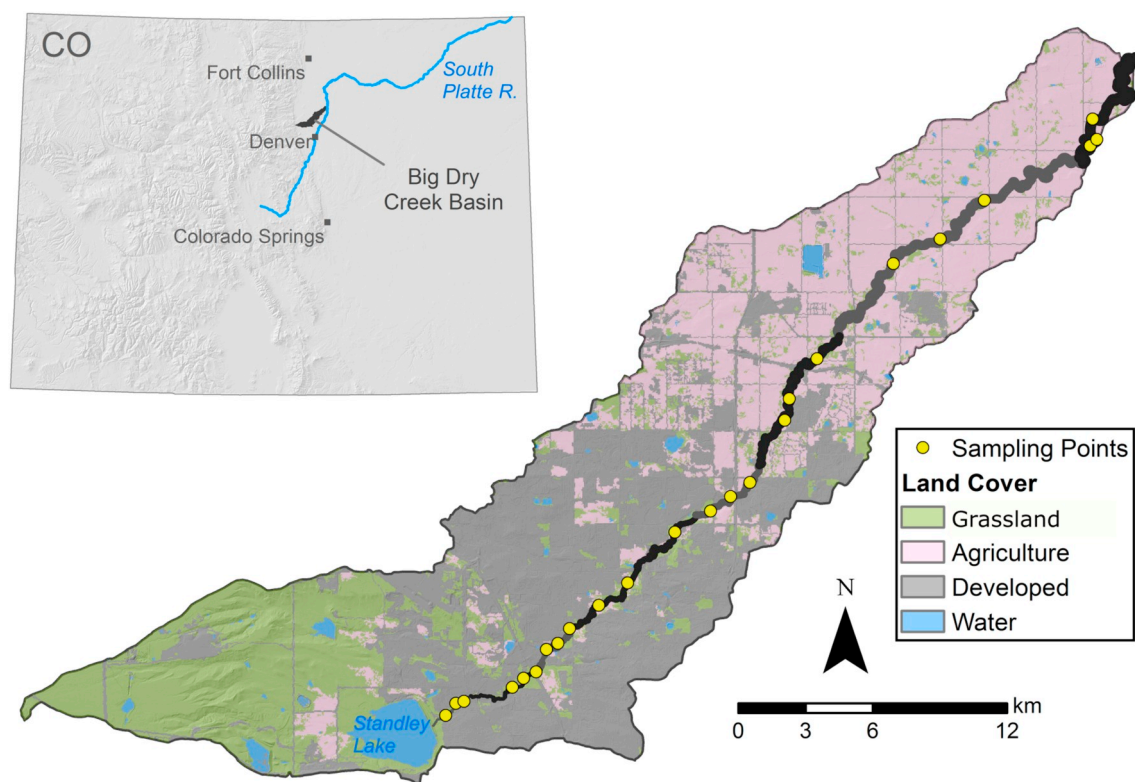 CO
Fort Collins
South
Platte R.
Denver
Big Dry
Creek Basin
Colorado Springs
Sampling Points
Land Cover
Grassland
Agriculture
Developed
Water
N
km
0 3 6 12
Standley
Lake